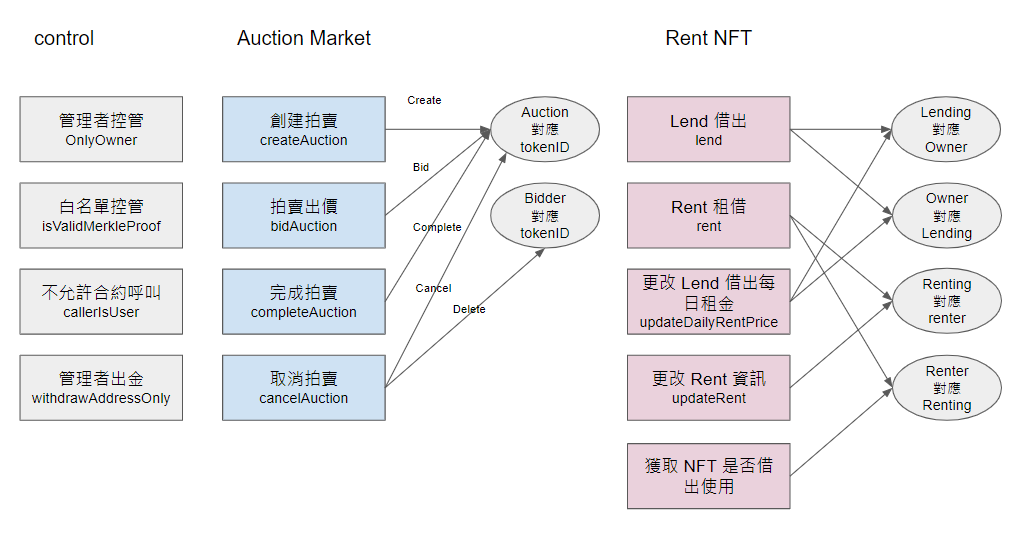 control
Auction Market
Rent NFT
管理者控管
OnlyOwner
白名單控管
isValidMerkleProof
不允許合約呼叫
callerIsUser
管理者出金
withdrawAddressOnly
創建拍賣
createAuction
拍賣出價
bidAuction
完成拍賣
completeAuction
取消拍賣
cancelAuction
Create
Bid
Complete
Cancel
Delete
Auction
對應
tokenID
Bidder
對應
tokenID
Lend 借出
lend
Rent 租借
rent
更改 Lend 借出每
日租金
updateDailyRentPrice
更改 Rent 資訊
updateRent
獲取 NFT 是否借
出使用
Lending
對應
Owner
Owner
對應
Lending
Renting
對應
renter
Renter
對應
Renting